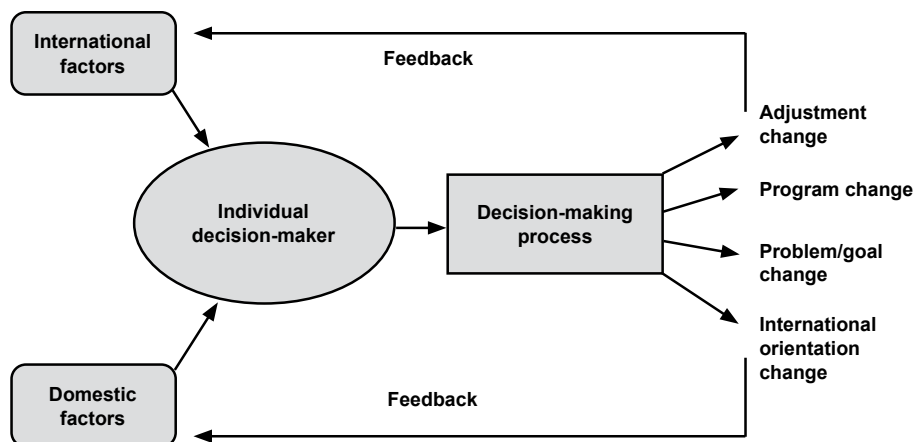 International
factors
Feedback
Adjustment
change
Program change
Individual
decision-maker
Decision-making
process
Problem/goal
change
International
orientation
change
Domestic
factors
Feedback